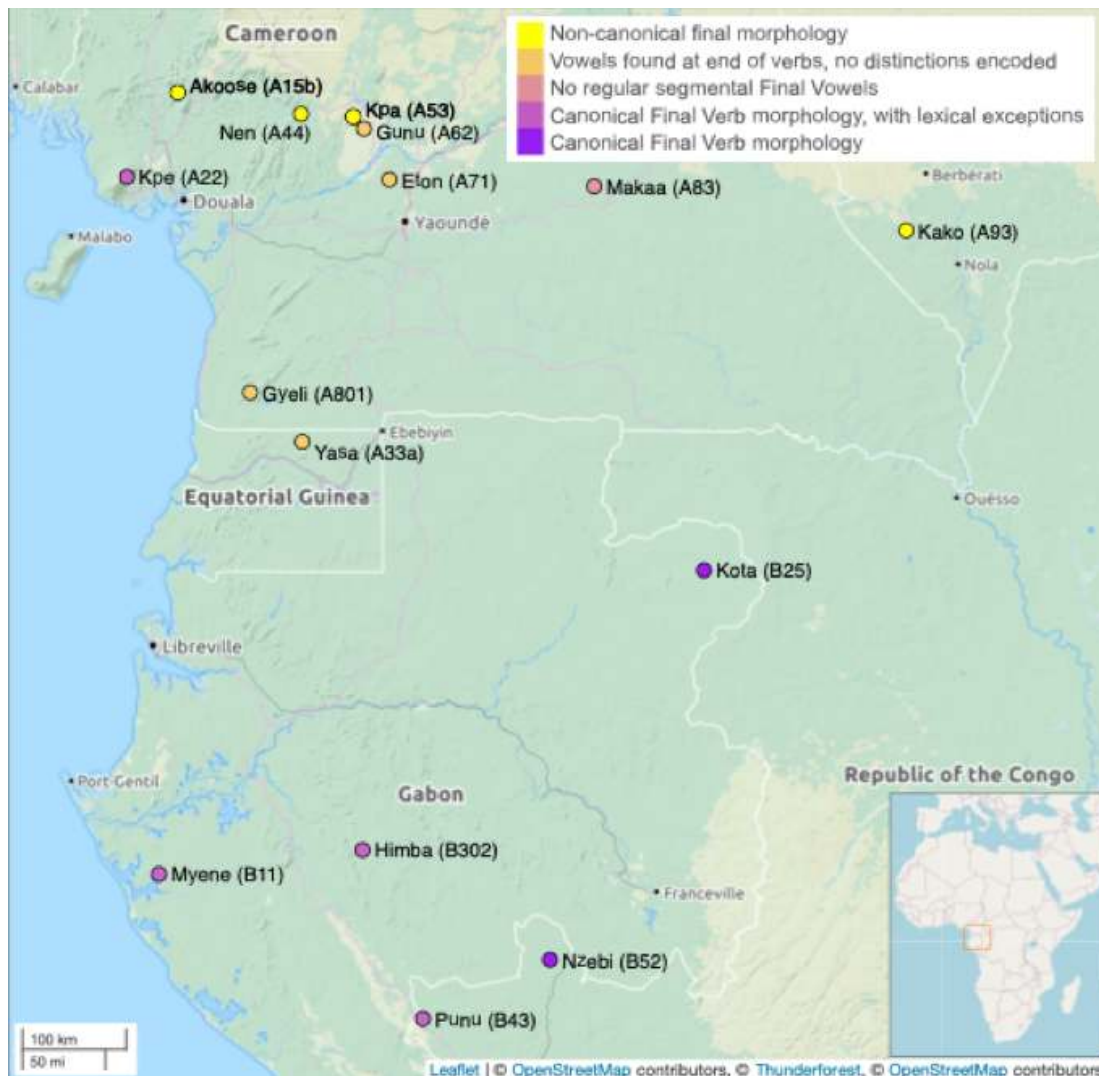 Cameroon
Non-canonical final morphology
Vowels found at end of verbs, no distinctions encoded
No regular segmental Final Vowels
Canonical Final Verb morphology, with lexical exceptions
Canonical Final Verb morphology
Calabar
Akoose (A15b)
Nen (A44)
Kpa (A53)
Gunu (A62)
Kpe (A22)
Eton (A71)
Makaa (A83)
Berbérati
Douala
Yaoundé
Malabo
Kako (A93)
Nola
Gyeli (A801)
Ebebiyin
Yasa (A33a)
Equatorial Guinea
Ouésso
Kota (B25)
Libreville
Port-Gentil
Gabon
Republic of the Congo
Himba (B302)
Myene (B11)
Franceville
Nzebi (B52)
Punu (B43)
100 km
50 mi
Leaflet | © OpenStreetMap contributors, © Thunderforest, © OpenStreetMap contributors